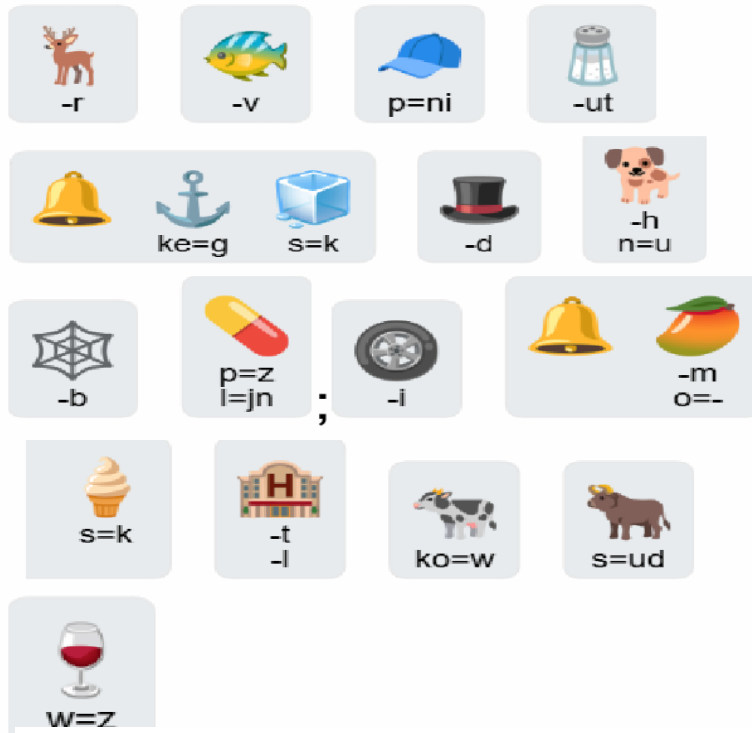 -r -v p=ni -ut
ke=g s=k -d -h
n=u
-b p=z
l=jn ; -i -m
o=-
s=k -t
-l ko=w s=ud
w=z